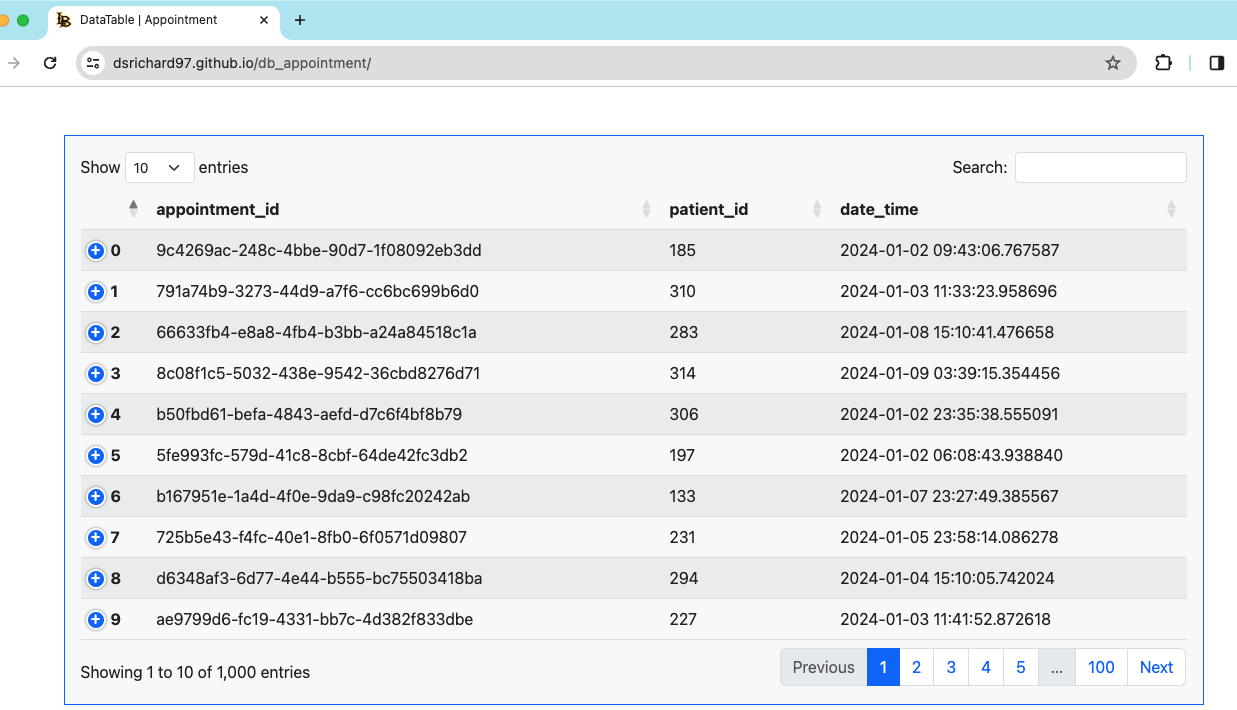 DataTable | Appointment
dsrichard97.github.io/db_appointment/
Show 10 entries Search:
appointment_id patient_id date_time
0 9c4269ac-248c-4bbe-90d7-1f08092eb3dd 185 2024-01-02 09:43:06.767587
1 791a74b9-3273-44d9-a7f6-cc6bc699b6d0 310 2024-01-03 11:33:23.958696
2 66633fb4-e8a8-4fb4-b3bb-a24a84518c1a 283 2024-01-08 15:10:41.476658
3 8c08f1c5-5032-438e-9542-36cbd8276d71 314 2024-01-09 03:39:15.354456
4 b50fbd61-befa-4843-aefd-d7c6f4bf8b79 306 2024-01-02 23:35:38.555091
5 5fe993fc-579d-41c8-8cbf-64de42fc3db2 197 2024-01-02 06:08:43.938840
6 b167951e-1a4d-4f0e-9da9-c98fc20242ab 133 2024-01-07 23:27:49.385567
7 725b5e43-f4fc-40e1-8fb0-6f0571d09807 231 2024-01-05 23:58:14.086278
8 d6348af3-6d77-4e44-b555-bc75503418ba 294 2024-01-04 15:10:05.742024
9 ae9799d6-fc19-4331-bb7c-4d382f833dbe 227 2024-01-03 11:41:52.872618
Showing 1 to 10 of 1,000 entries Previous 1 2 3 4 5 ... 100 Next